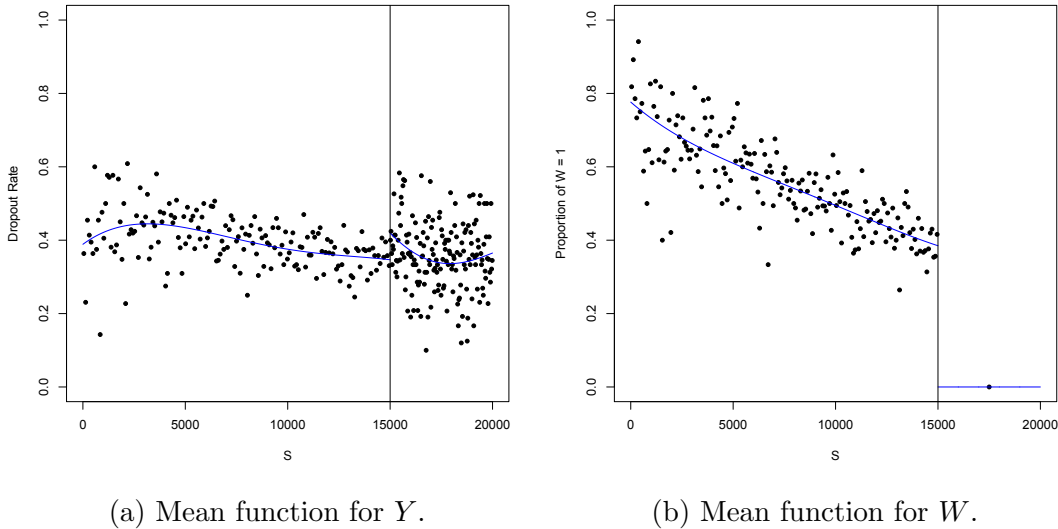 1.0
0.8
0.6
0.4
0.2
0.0
Dropout Rate
0 5000 10000 15000 20000
S
1.0
0.8
0.6
0.4
0.2
0.0
Proportion of W = 1
0 5000 10000 15000 20000
S
(a) Mean function for Y.
(b) Mean function for W.